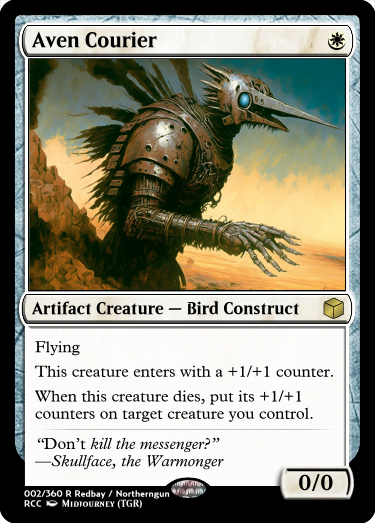 Aven Courier
Artifact Creature — Bird Construct
Flying
This creature enters with a +1/+1 counter.
When this creature dies, put its +1/+1
counters on target creature you control.
“Don’t kill the messenger?”
—Skullface, the Warmonger
0/0
002/360 R Redbay / Northerngun
RCC Midjourney (TGR)